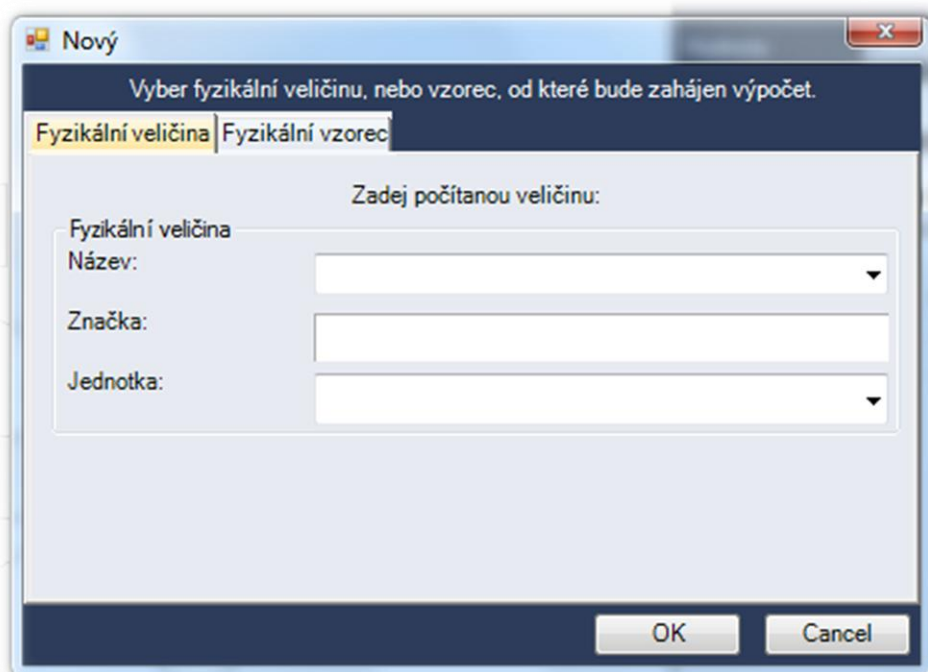 Nový
Vyber fyzikální veličinu, nebo vzorec, od které bude zahájen výpočet.
Fyzikální veličina Fyzikální vzorec
Zadej počítanou veličinu:
Fyzikální veličina
Název:
Značka:
Jednotka:
OK Cancel